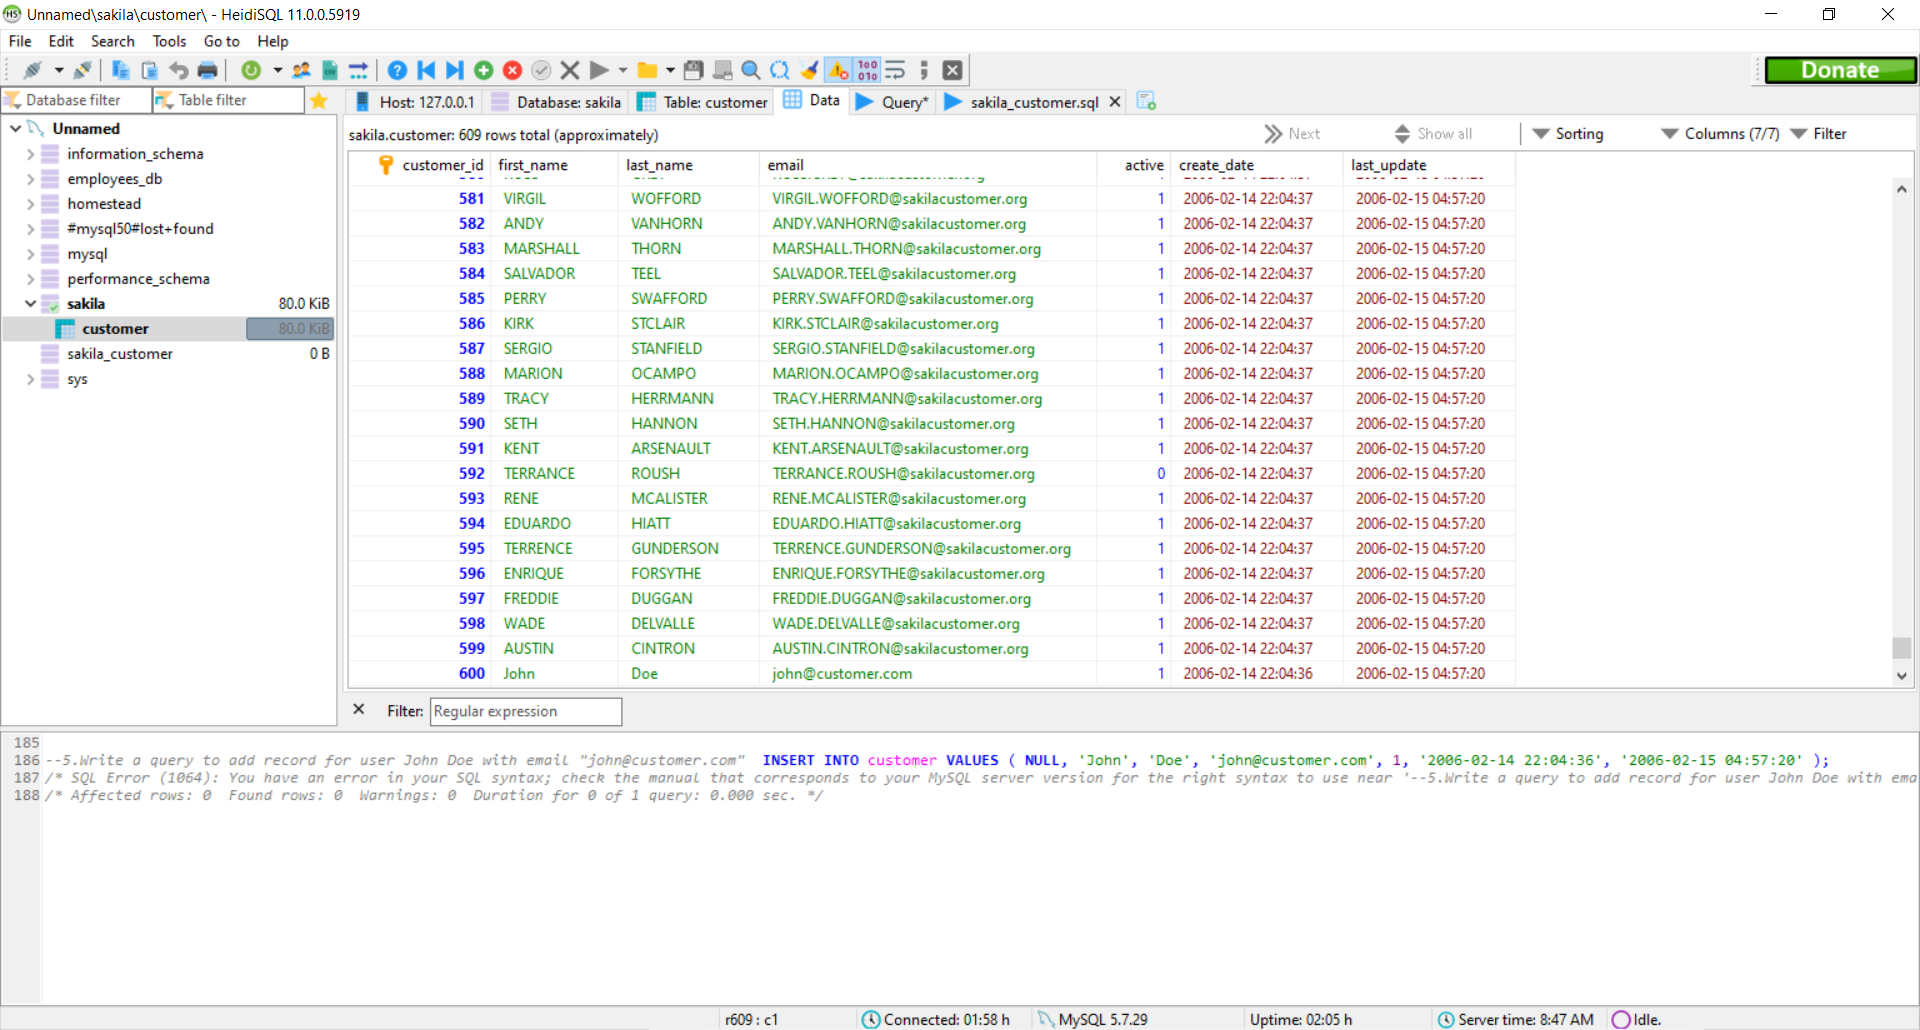 Unnamed\sakila\customer\ - HeidiSQL 11.0.0.5919
File Edit Search Tools Go to Help
Donate
Database filter Table filter
Host: 127.0.0.1 Database: sakila Table: customer Data Query* sakila_customer.sql
Unnamed
information_schema
employees_db
homestead
#mysql50#lost+found
mysql
performance_schema
sakila 80.0 KiB
customer 80.0 KiB
sakila_customer 0 B
sys
sakila.customer: 609 rows total (approximately) Next Show all Sorting Columns (7/7) Filter
customer_id first_name last_name email active create_date last_update
581 VIRGIL WOFFORD VIRGIL.WOFFORD@sakilacustomer.org 1 2006-02-14 22:04:37 2006-02-15 04:57:20
582 ANDY VANHORN ANDY.VANHORN@sakilacustomer.org 1 2006-02-14 22:04:37 2006-02-15 04:57:20
583 MARSHALL THORN MARSHALL.THORN@sakilacustomer.org 1 2006-02-14 22:04:37 2006-02-15 04:57:20
584 SALVADOR TEEL SALVADOR.TEEL@sakilacustomer.org 1 2006-02-14 22:04:37 2006-02-15 04:57:20
585 PERRY SWAFFORD PERRY.SWAFFORD@sakilacustomer.org 1 2006-02-14 22:04:37 2006-02-15 04:57:20
586 KIRK STCLAIR KIRK.STCLAIR@sakilacustomer.org 1 2006-02-14 22:04:37 2006-02-15 04:57:20
587 SERGIO STANFIELD SERGIO.STANFIELD@sakilacustomer.org 1 2006-02-14 22:04:37 2006-02-15 04:57:20
588 MARION OCAMPO MARION.OCAMPO@sakilacustomer.org 1 2006-02-14 22:04:37 2006-02-15 04:57:20
589 TRACY HERRMANN TRACY.HERRMANN@sakilacustomer.org 1 2006-02-14 22:04:37 2006-02-15 04:57:20
590 SETH HANNON SETH.HANNON@sakilacustomer.org 1 2006-02-14 22:04:37 2006-02-15 04:57:20
591 KENT ARSENAULT KENT.ARSENAULT@sakilacustomer.org 1 2006-02-14 22:04:37 2006-02-15 04:57:20
592 TERRANCE ROUSH TERRANCE.ROUSH@sakilacustomer.org 0 2006-02-14 22:04:37 2006-02-15 04:57:20
593 RENE MCALISTER RENE.MCALISTER@sakilacustomer.org 1 2006-02-14 22:04:37 2006-02-15 04:57:20
594 EDUARDO HIATT EDUARDO.HIATT@sakilacustomer.org 1 2006-02-14 22:04:37 2006-02-15 04:57:20
595 TERRENCE GUNDERSON TERRENCE.GUNDERSON@sakilacustomer.org 1 2006-02-14 22:04:37 2006-02-15 04:57:20
596 ENRIQUE FORSYTHE ENRIQUE.FORSYTHE@sakilacustomer.org 1 2006-02-14 22:04:37 2006-02-15 04:57:20
597 FREDDIE DUGGAN FREDDIE.DUGGAN@sakilacustomer.org 1 2006-02-14 22:04:37 2006-02-15 04:57:20
598 WADE DELVALLE WADE.DELVALLE@sakilacustomer.org 1 2006-02-14 22:04:37 2006-02-15 04:57:20
599 AUSTIN CINTRON AUSTIN.CINTRON@sakilacustomer.org 1 2006-02-14 22:04:37 2006-02-15 04:57:20
600 John Doe john@customer.com 1 2006-02-14 22:04:36 2006-02-15 04:57:20
Filter: Regular expression
185
186 --5.Write a query to add record for user John Doe with email "john@customer.com" INSERT INTO customer VALUES ( NULL, 'John', 'Doe', 'john@customer.com', 1, '2006-02-14 22:04:36', '2006-02-15 04:57:20' );
187 /* SQL Error (1064): You have an error in your SQL syntax; check the manual that corresponds to your MySQL server version for the right syntax to use near '--5.Write a query to add record for user John Doe with ema
188 /* Affected rows: 0 Found rows: 0 Warnings: 0 Duration for 0 of 1 query: 0.000 sec. */
r609 : c1 Connected: 01:58 h MySQL 5.7.29 Uptime: 02:05 h Server time: 8:47 AM Idle.